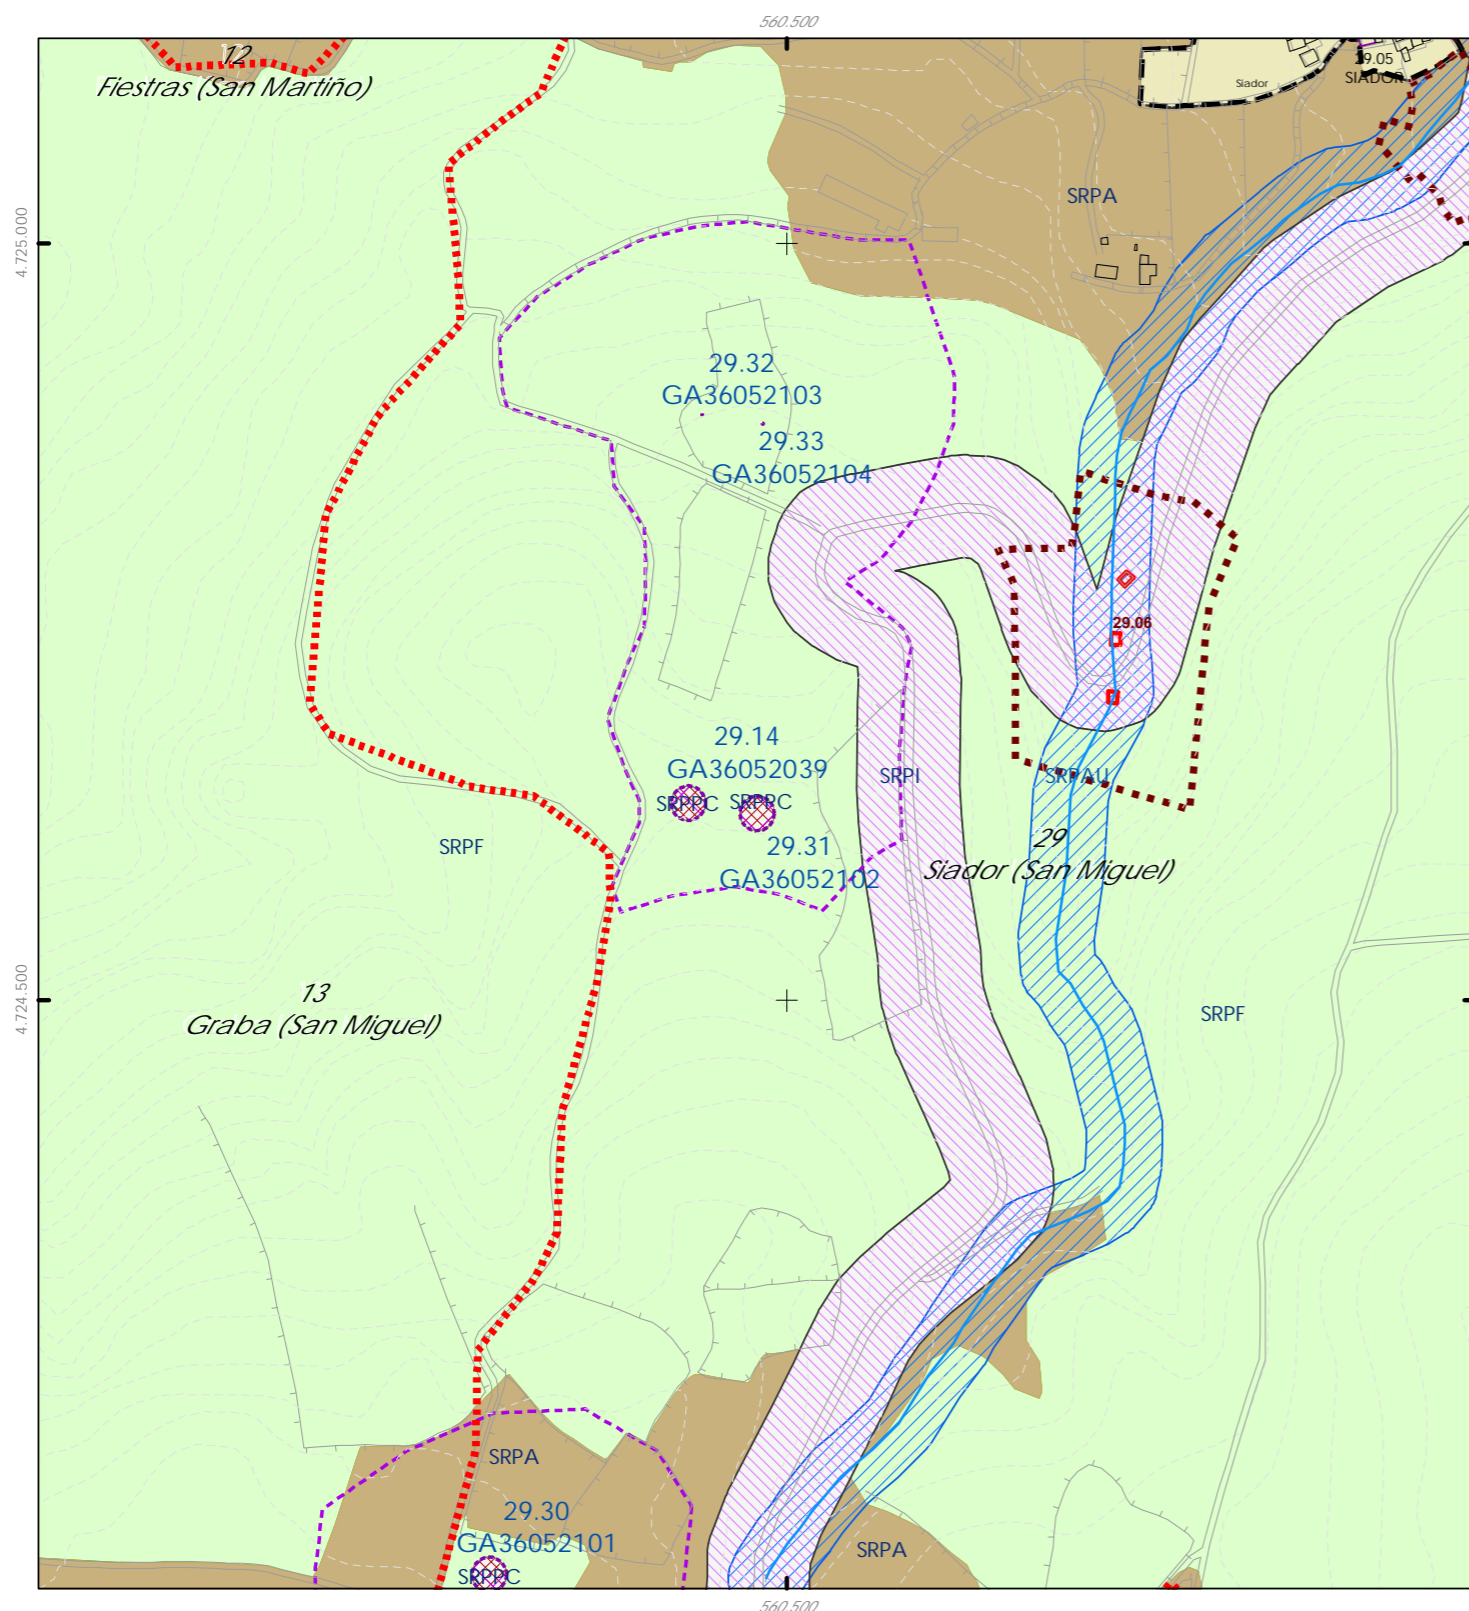 560.500
12
Fiestras (San Martiño)
29.05
SIADOR
Siador
SRPA
4.725.000
29.32
GA36052103
29.33
GA36052104
29.06
29.14
GA36052039
SRPPC
SRPPC
SRPI
SRPAU
29.31
GA36052102
29
Siador (San Miguel)
SRPF
13
Graba (San Miguel)
4.724.500
SRPF
SRPA
29.30
GA36052101
SRPPC
SRPA
560.500